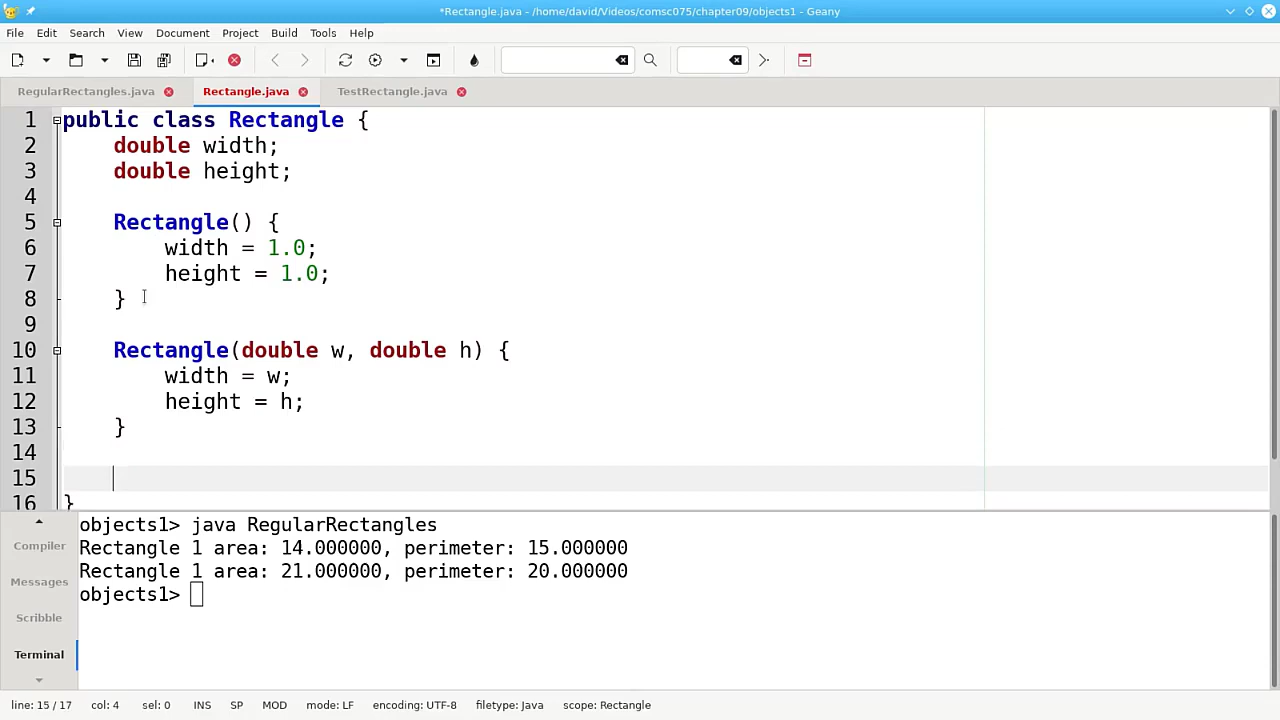 *Rectangle.java - /home/david/Videos/comsc075/chapter09/objects1 - Geany
File Edit Search View Document Project Build Tools Help
RegularRectangles.java Rectangle.java TestRectangle.java
1 public class Rectangle {
2     double width;
3     double height;
4
5     Rectangle() {
6         width = 1.0;
7         height = 1.0;
8     }
9
10     Rectangle(double w, double h) {
11         width = w;
12         height = h;
13     }
14
15
16 }
Compiler
Messages
Scribble
Terminal
objects1> java RegularRectangles
Rectangle 1 area: 14.000000, perimeter: 15.000000
Rectangle 1 area: 21.000000, perimeter: 20.000000
objects1>
line: 15 / 17 col: 4 sel: 0 INS SP MOD mode: LF encoding: UTF-8 filetype: Java scope: Rectangle